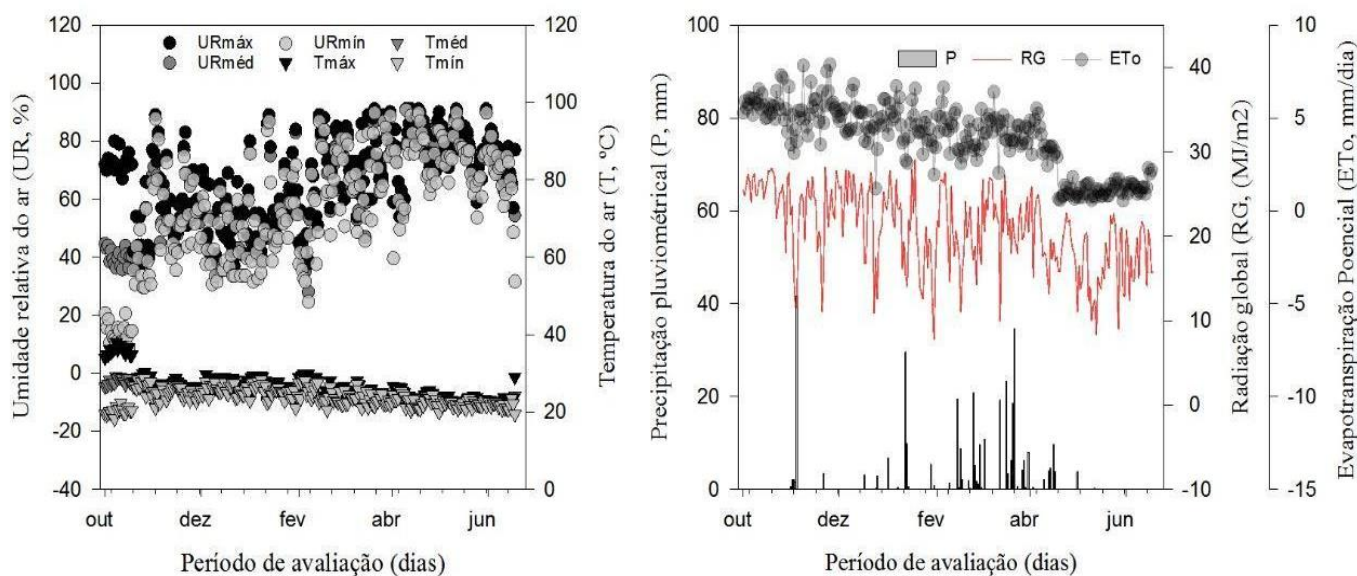 120
100
80
60
40
20
0
-20
-40
Umidade relativa do ar (UR, %)
URmáx
URmín
Tméd
URméd
Tmáx
Tmín
120
100
80
60
40
20
0
Temperatura do ar (T, ºC)
out
dez
fev
abr
jun
Período de avaliação (dias)
100
80
60
40
20
0
Precipitação pluviométrical (P, mm)
P
RG
ETo
40
30
20
10
0
-10
Radiação global (RG, (MJ/m2)
10
5
0
-5
-10
-15
Evapotranspiração Poencial (ETo, mm/dia)
out
dez
fev
abr
jun
Período de avaliação (dias)